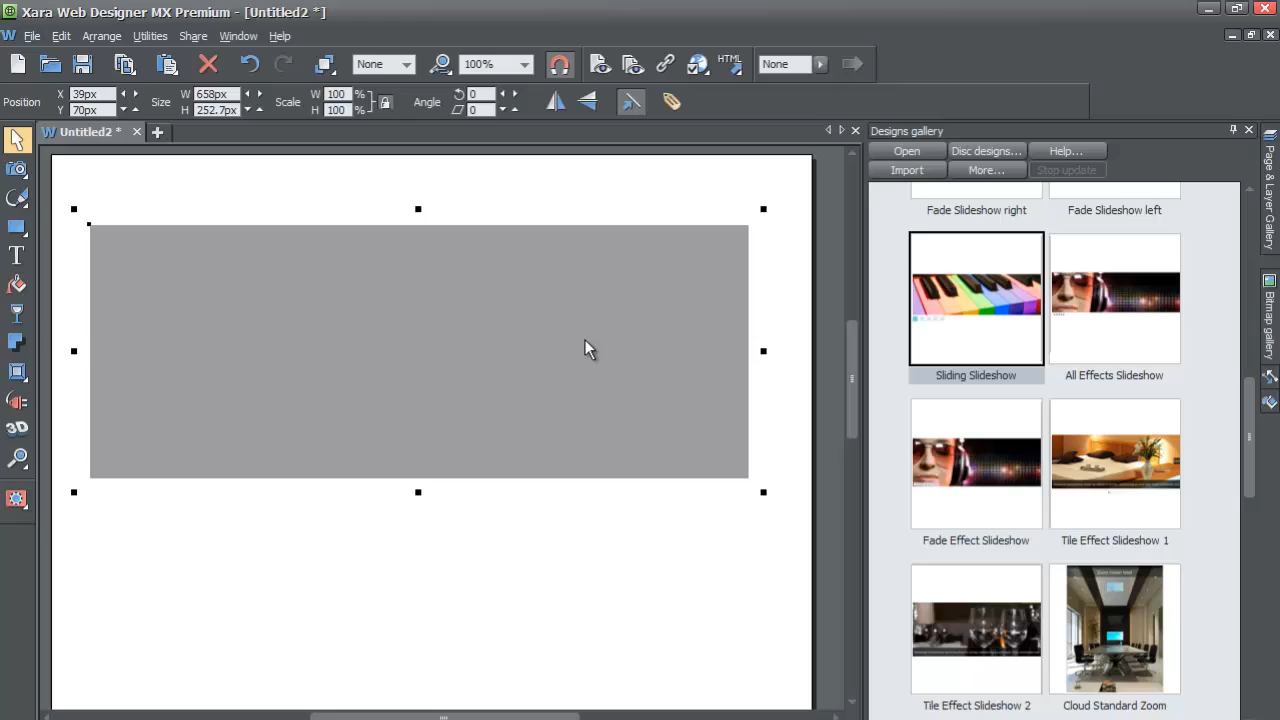 Xara Web Designer MX Premium - [Untitled2 *]
File Edit Arrange Utilities Share Window Help
None 100% HTML None
Position X 39px Y 70px Size W 658px H 252.7px Scale W 100 % H 100 % Angle 0 0
Untitled2 *
Designs gallery
Open Disc designs... Help...
Import More... Stop update
Fade Slideshow right Fade Slideshow left
Sliding Slideshow All Effects Slideshow
Fade Effect Slideshow Tile Effect Slideshow 1
Tile Effect Slideshow 2 Cloud Standard Zoom
T
3D
Page & Layer Gallery
Bitmap gallery